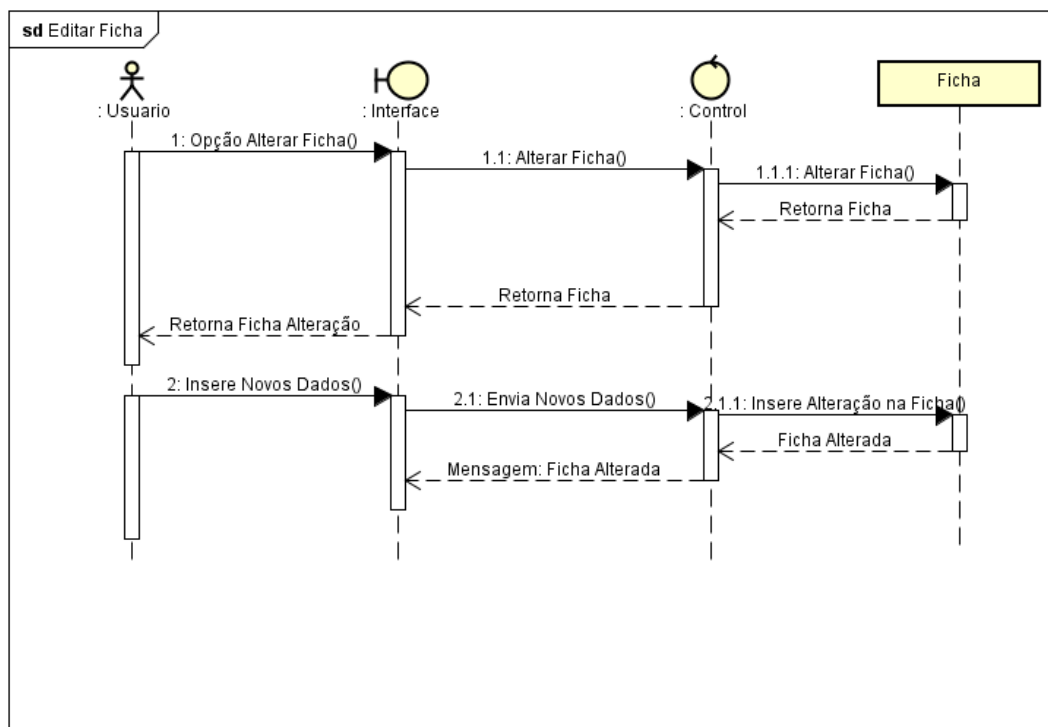 sd Editar Ficha
: Usuario
: Interface
: Control
Ficha
1: Opção Alterar Ficha()
1.1: Alterar Ficha()
1.1.1: Alterar Ficha()
Retorna Ficha
Retorna Ficha
Retorna Ficha Alteração
2: Insere Novos Dados()
2.1: Envia Novos Dados()
2.1.1: Insere Alteração na Ficha()
Ficha Alterada
Mensagem: Ficha Alterada